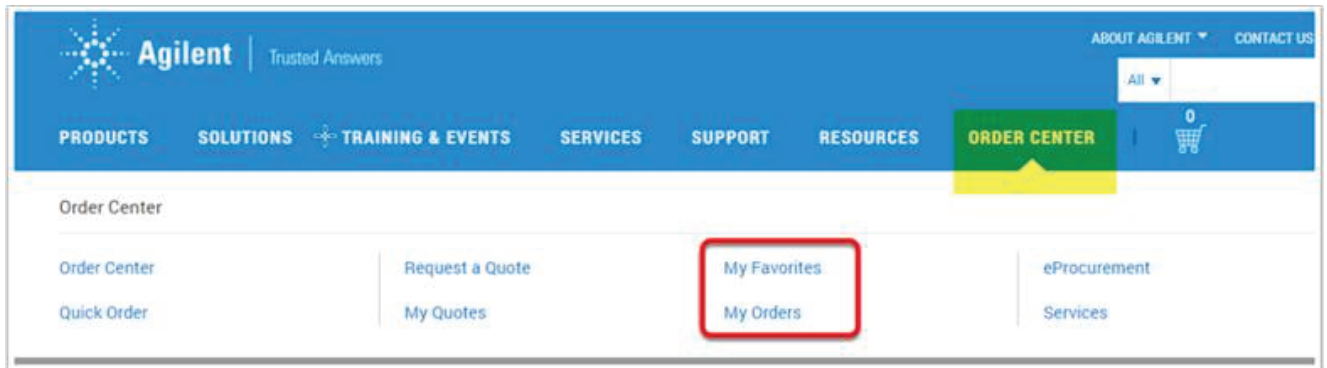 ABOUT AGILENT CONTACT US
Agilent Trusted Answers
All
0
PRODUCTS SOLUTIONS TRAINING & EVENTS SERVICES SUPPORT RESOURCES ORDER CENTER
Order Center
Order Center Request a Quote My Favorites eProcurement
Quick Order My Quotes My Orders Services